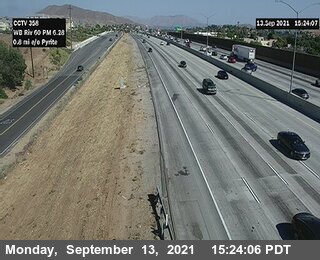 CCTV 358
WB Riv 60 PM 6.28
0.8 mi e/o Pyrite
13 Sep 2021
15:24:07
Monday, September 13, 2021 15:24:06 PDT